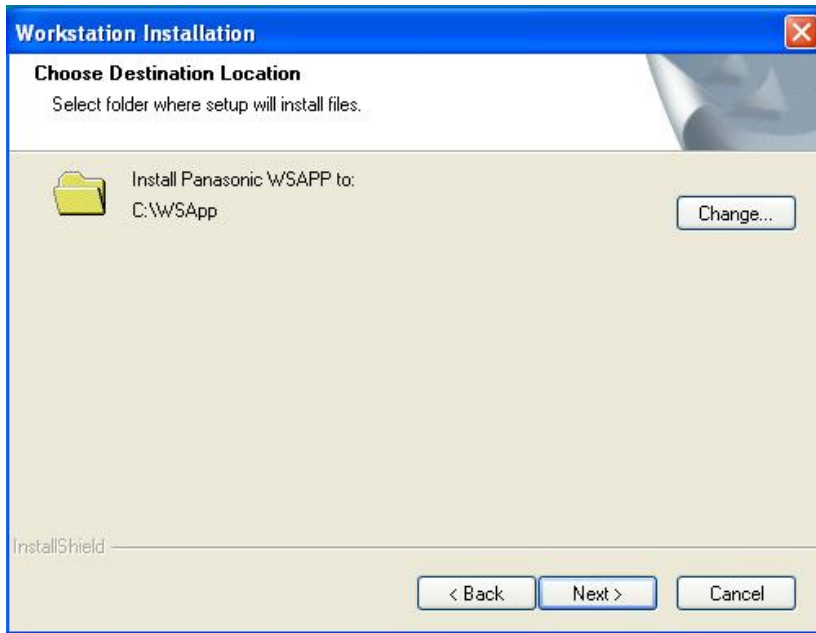 Workstation Installation
Choose Destination Location
Select folder where setup will install files.
Install Panasonic WSAPP to:
C:\WSApp
Change...
InstallShield
< Back
Next >
Cancel